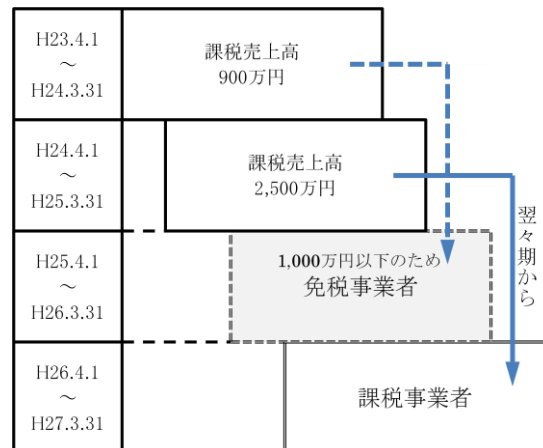 H23.4.1
～
H24.3.31
課税売上高
900万円
H24.4.1
～
H25.3.31
課税売上高
2,500万円
H25.4.1
～
H26.3.31
1,000万円以下のため
免税事業者
翌々期から
H26.4.1
～
H27.3.31
課税事業者